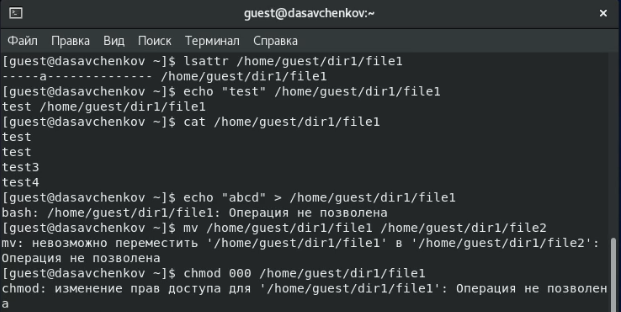 guest@dasavchenkov:~
Файл Правка Вид Поиск Терминал Справка
[guest@dasavchenkov ~]$ lsattr /home/guest/dir1/file1
-----a-------------- /home/guest/dir1/file1
[guest@dasavchenkov ~]$ echo "test" /home/guest/dir1/file1
test /home/guest/dir1/file1
[guest@dasavchenkov ~]$ cat /home/guest/dir1/file1
test
test
test3
test4
[guest@dasavchenkov ~]$ echo "abcd" > /home/guest/dir1/file1
bash: /home/guest/dir1/file1: Операция не позволена
[guest@dasavchenkov ~]$ mv /home/guest/dir1/file1 /home/guest/dir1/file2
mv: невозможно переместить '/home/guest/dir1/file1' в '/home/guest/dir1/file2':
Операция не позволена
[guest@dasavchenkov ~]$ chmod 000 /home/guest/dir1/file1
chmod: изменение прав доступа для '/home/guest/dir1/file1': Операция не позволен
а